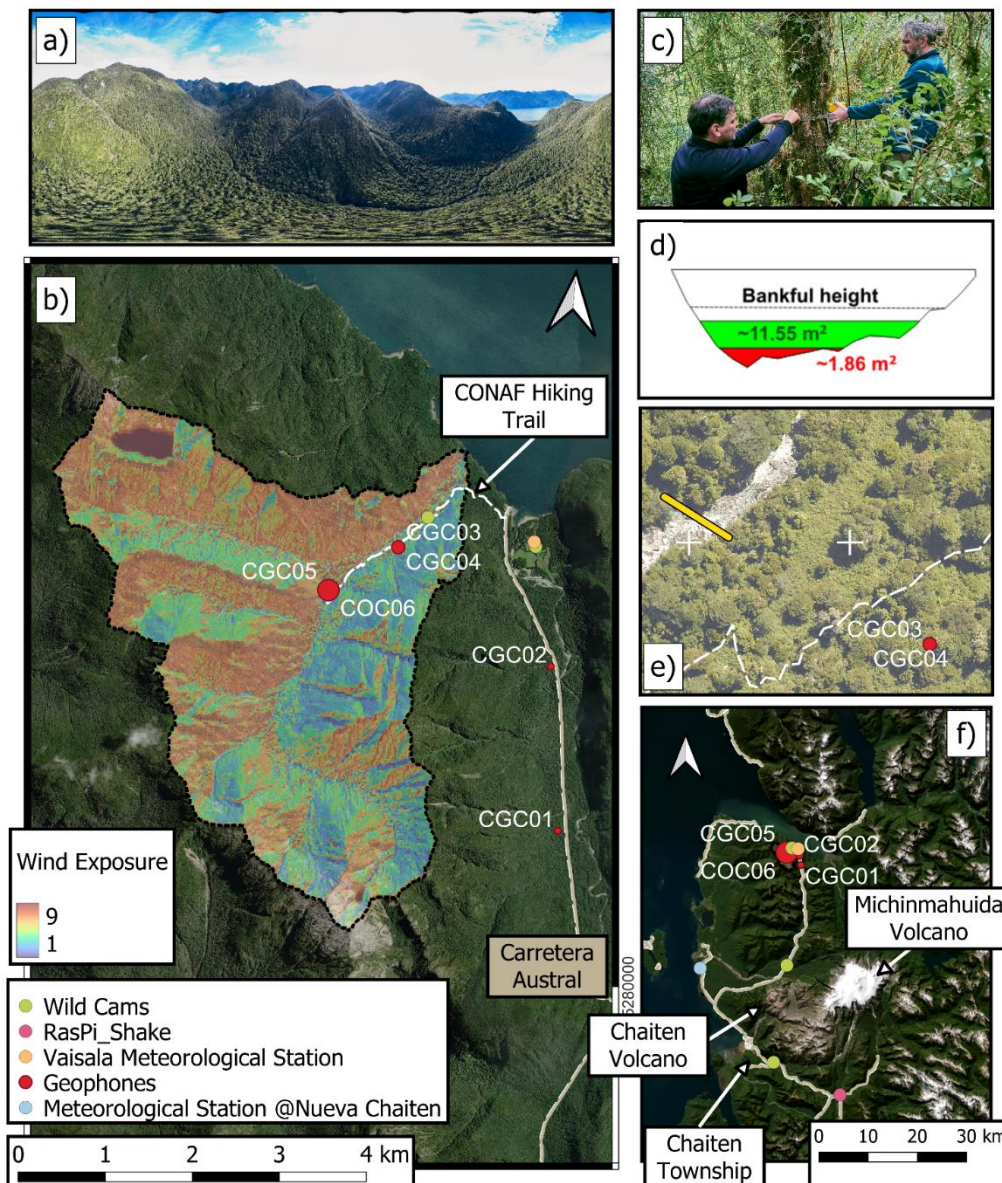 a)
b)
CONAF Hiking
Trail
CGC03
CGC04
CGC05
COC06
CGC02
CGC01
Wind Exposure
9
1
Carretera
Austral
5280000
Wild Cams
RasPi_Shake
Vaisala Meteorological Station
Geophones
Meteorological Station @Nueva Chaiten
0 1 2 3 4 km
c)
d)
Bankful height
~11.55 m²
~1.86 m²
CGC03
CGC04
e)
f)
CGC05
CGC02
COC06
CGC01
Michinmahuida
Volcano
Chaiten
Volcano
Chaiten
Township
0 10 20 30 km